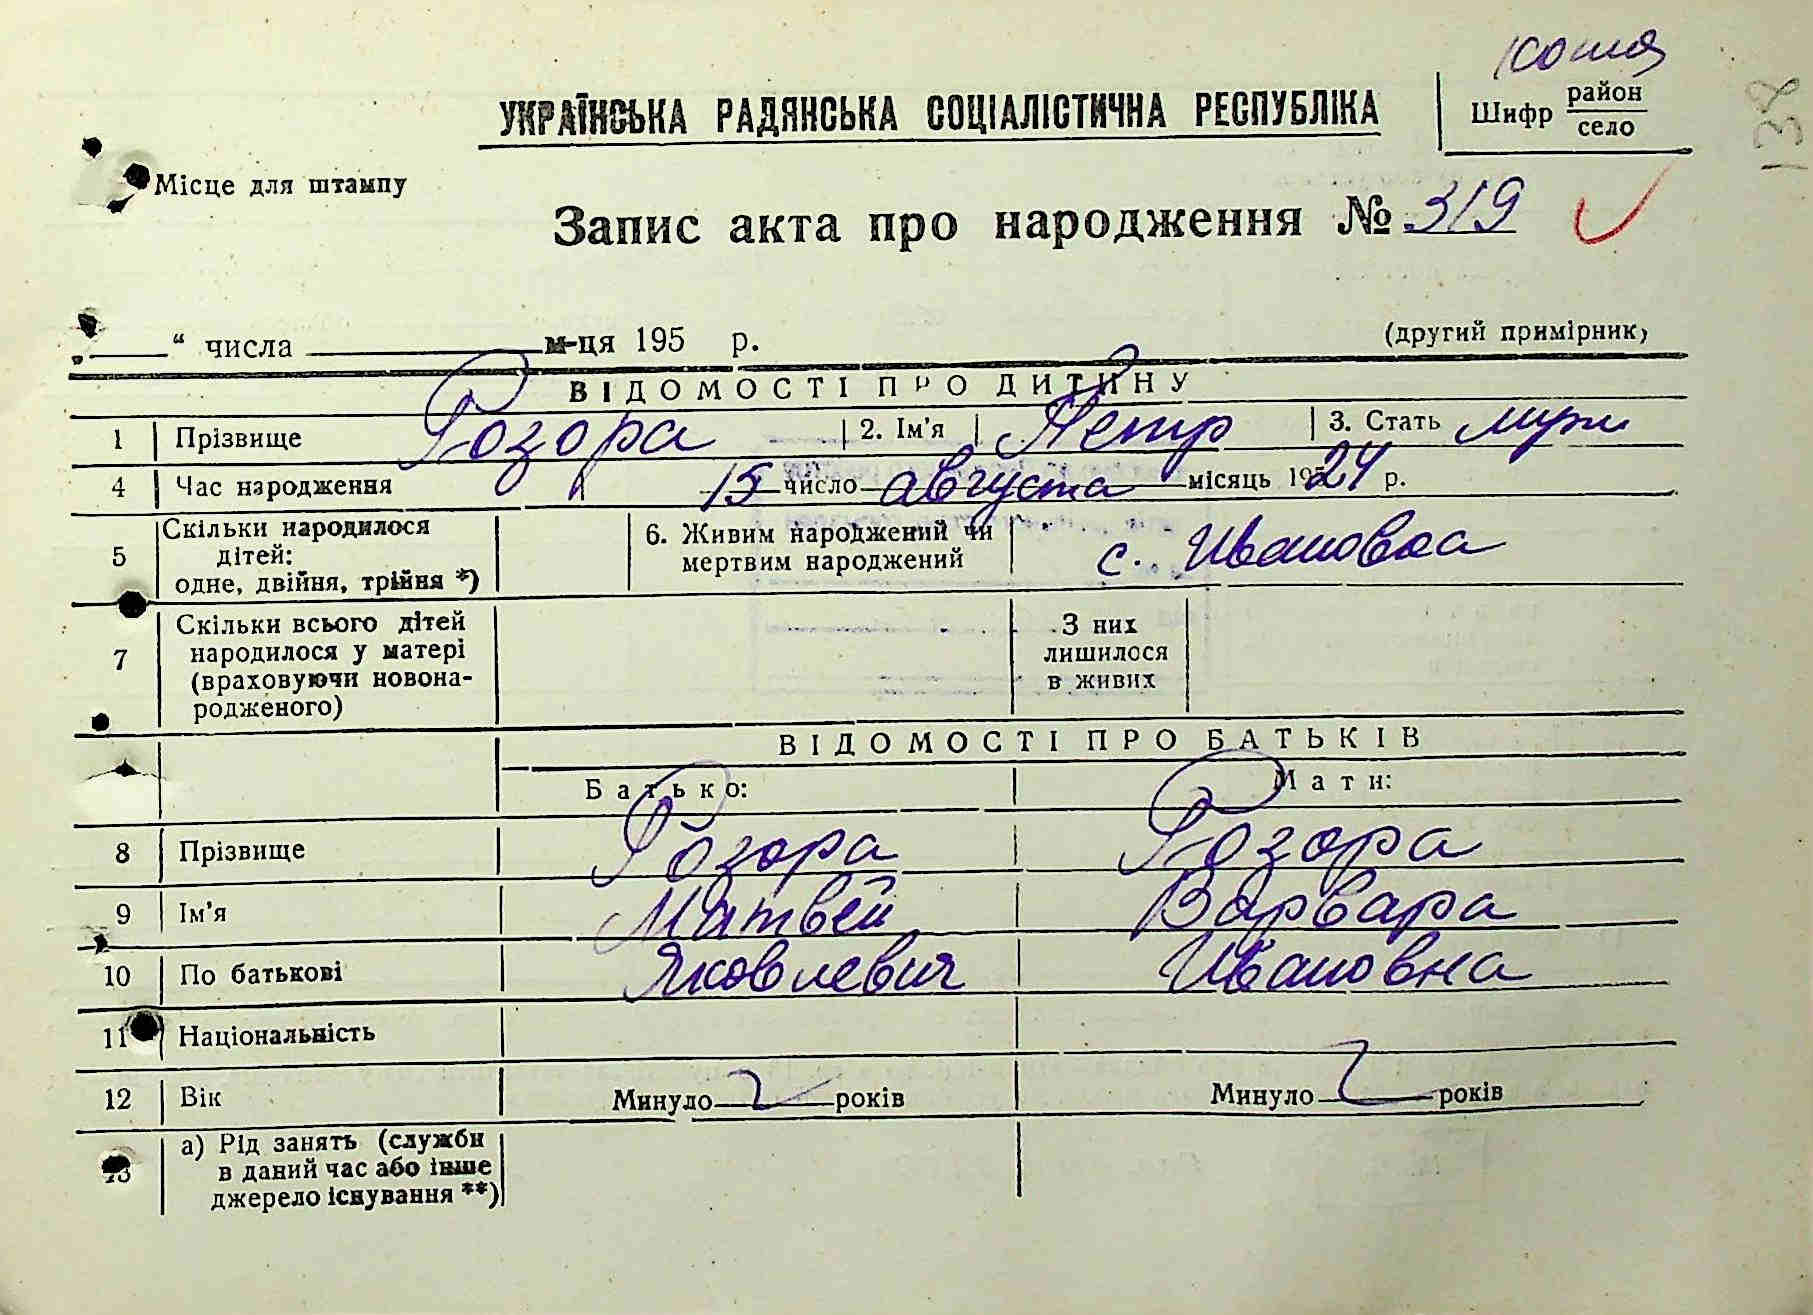 копия
УКРАЇНСЬКА РАДЯНСЬКА СОЦІАЛІСТИЧНА РЕСПУБЛІКА
Шифр район
село
138
Місце для штампу
Запис акта про народження № 319
„ “ числа м-ця 195 р.
(другий примірник)
ВІДОМОСТІ ПРО ДИТИНУ
1 Прізвище Розора 2. Ім’я Петр 3. Стать муж
4 Час народження 15 число августа місяць 1924 р.
5 Скільки народилося дітей: одне, двійня, трійня *) 6. Живим народжений чи мертвим народжений с. Ивановка
7 Скільки всього дітей народилося у матері (враховуючи новонародженого) З них лишилося в живих
ВІДОМОСТІ ПРО БАТЬКІВ
Батько: Мати:
8 Прізвище Розора Розора
9 Ім’я Матвей Варвара
10 По батькові Яковлевич Ивановна
11 Національність
12 Вік Минуло років Минуло років
13 а) Рід занять (служби в даний час або інше джерело існування **)